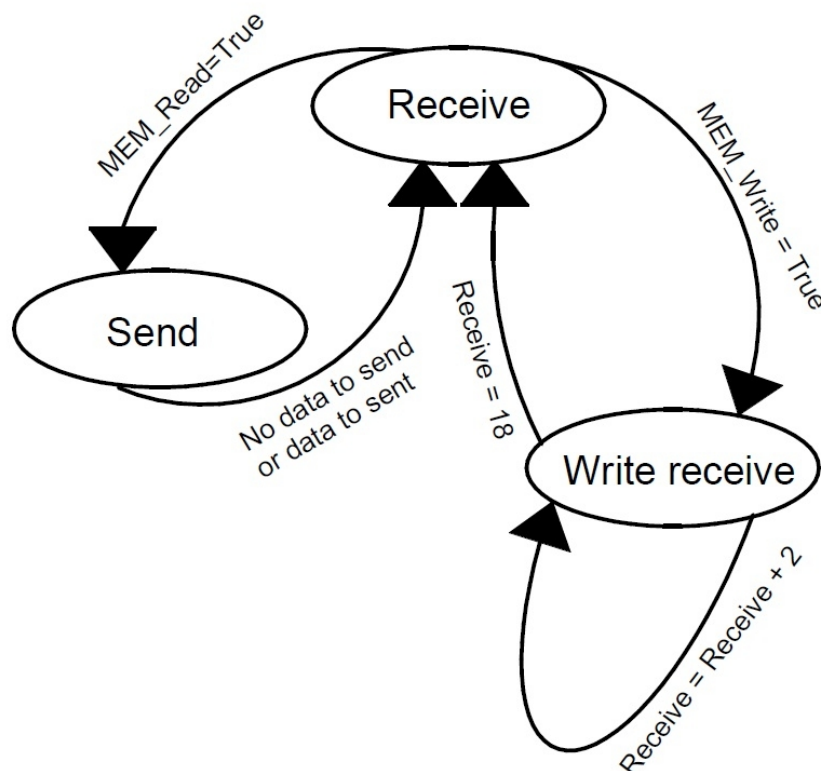 MEM_Read=True
Receive
MEM_Write = True
Send
No data to send
or data to sent
Receive = 18
Write receive
Receive = Receive + 2